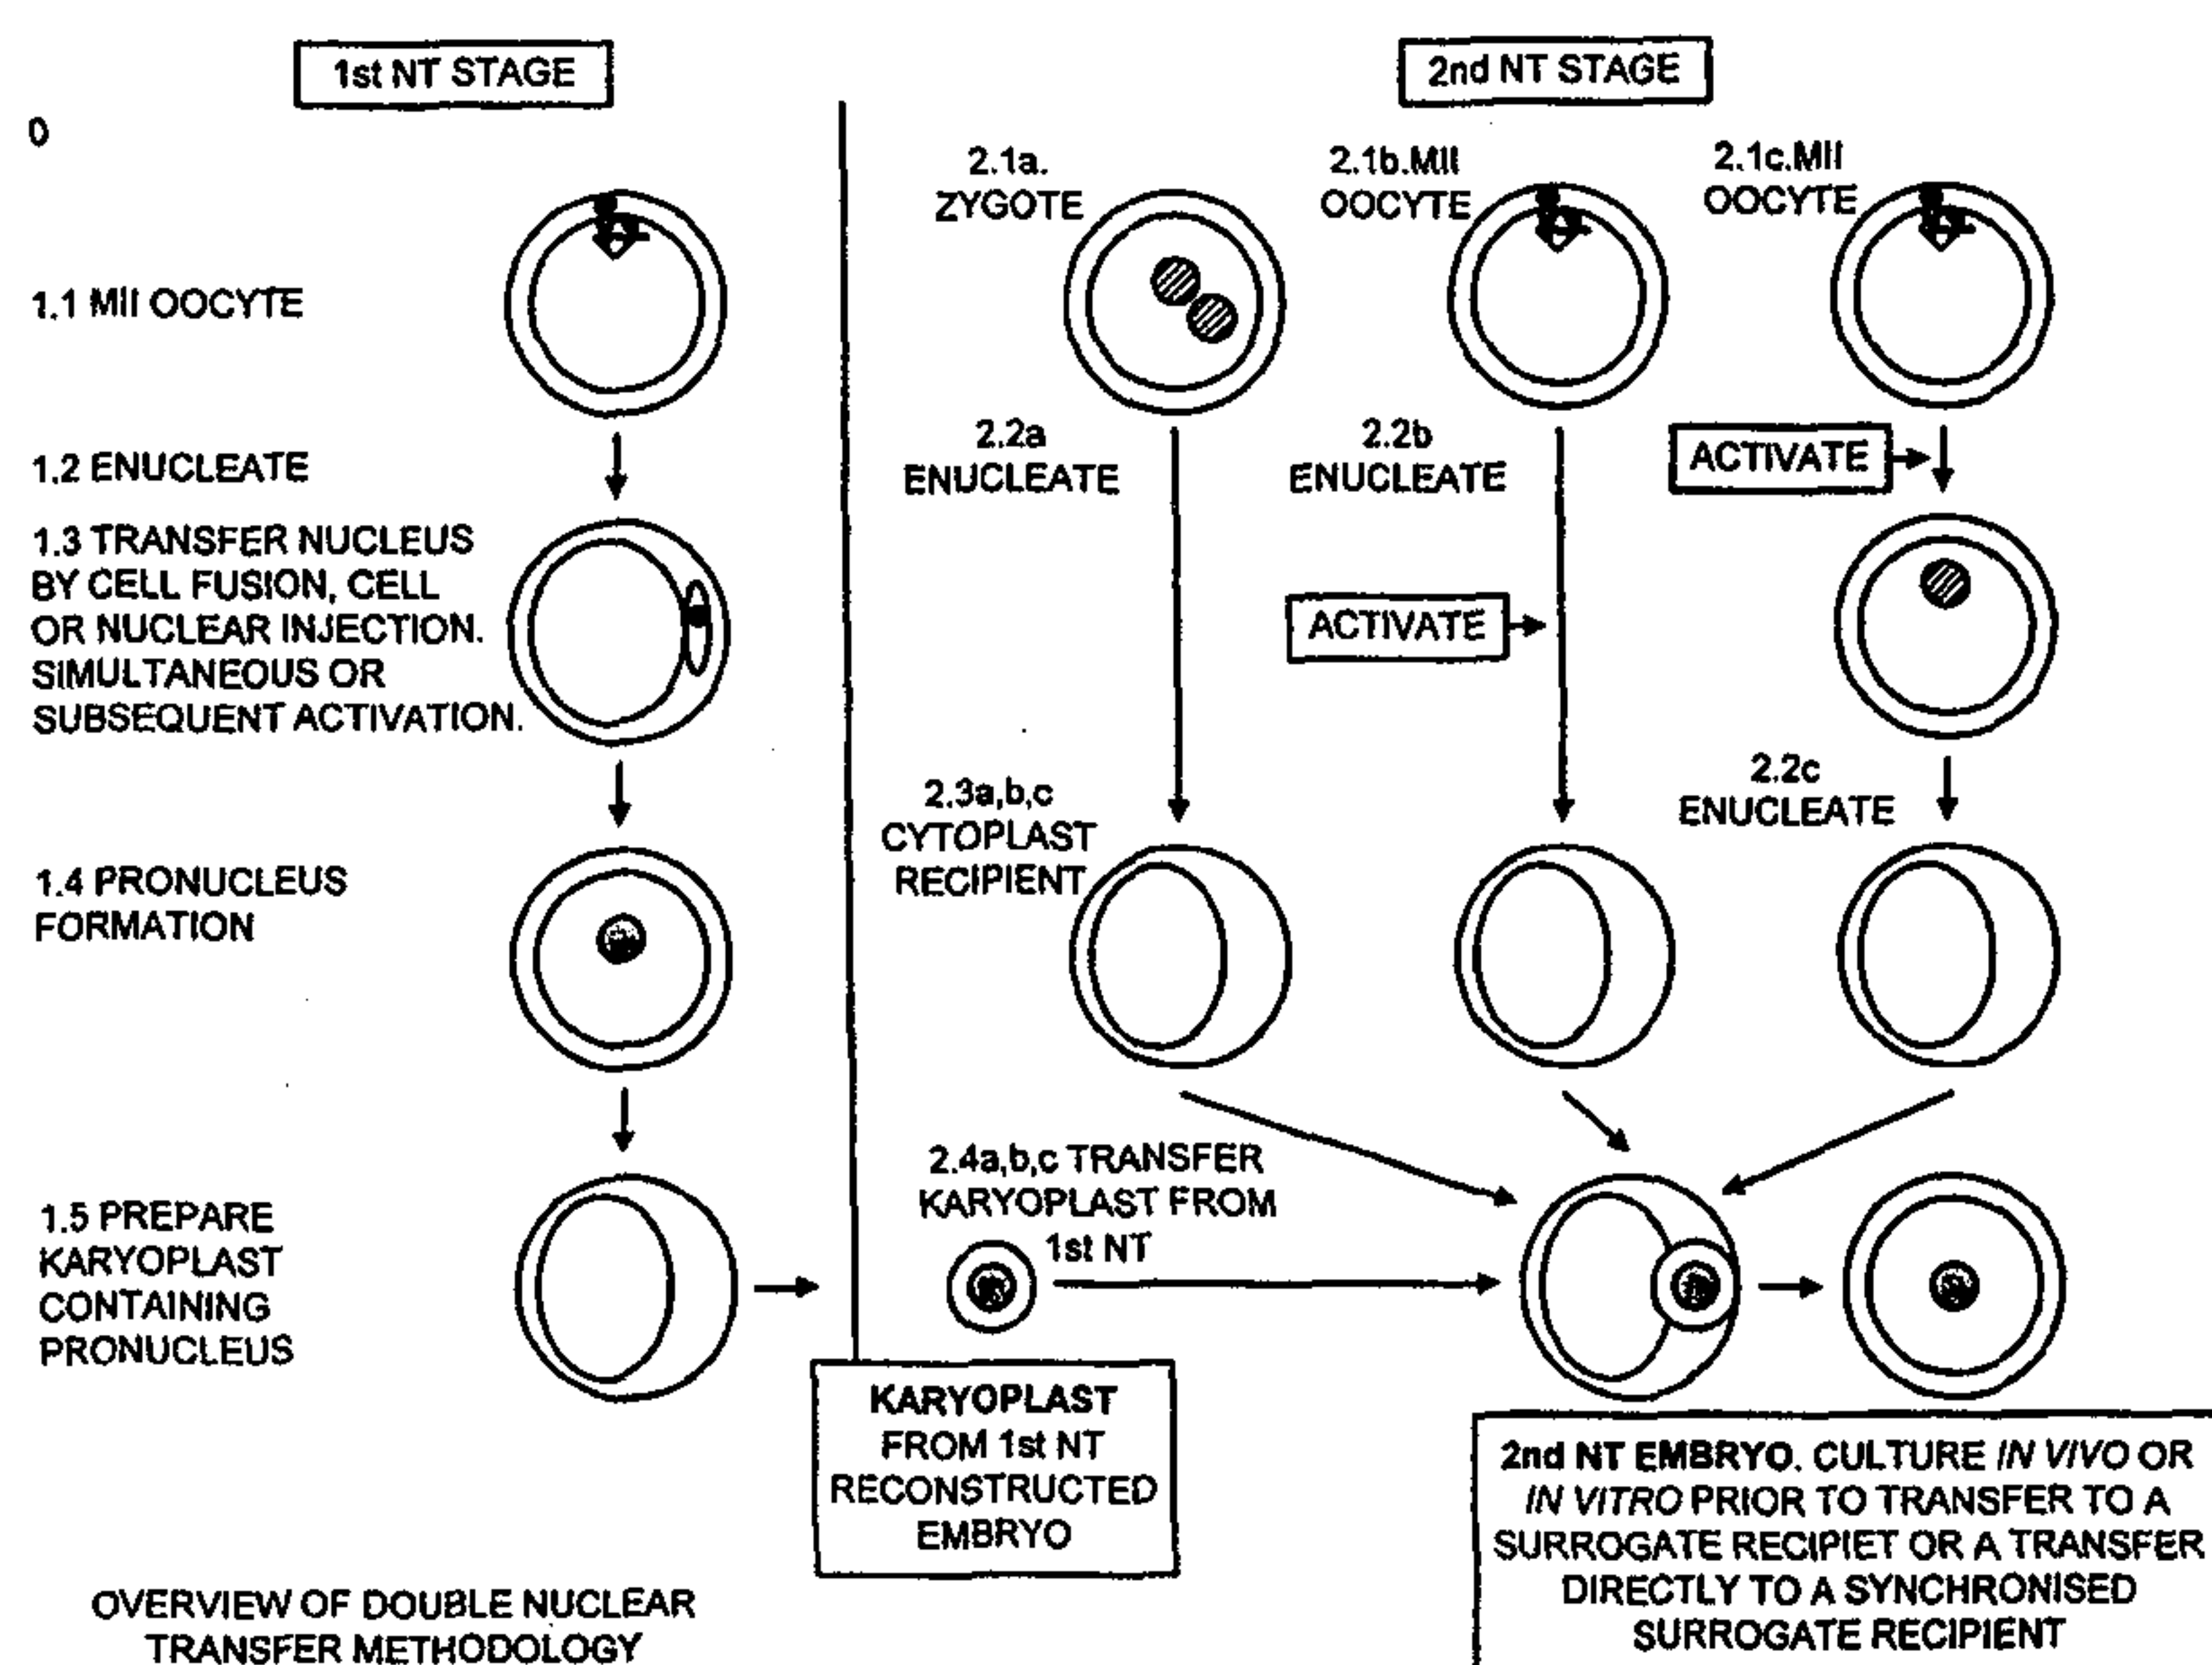 1st NT STAGE
2nd NT STAGE
0
2.1a.
ZYGOTE
2.1b.MII
OOCYTE
2.1c.MII
OOCYTE
1.1 MII OOCYTE
1.2 ENUCLEATE
2.2a
ENUCLEATE
2.2b
ENUCLEATE
ACTIVATE
1.3 TRANSFER NUCLEUS
BY CELL FUSION, CELL
OR NUCLEAR INJECTION.
SIMULTANEOUS OR
SUBSEQUENT ACTIVATION.
ACTIVATE
2.2c
ENUCLEATE
2.3a,b,c
CYTOPLAST
RECIPIENT
1.4 PRONUCLEUS
FORMATION
2.4a,b,c TRANSFER
KARYOPLAST FROM
1st NT
1.5 PREPARE
KARYOPLAST
CONTAINING
PRONUCLEUS
KARYOPLAST
FROM 1st NT
RECONSTRUCTED
EMBRYO
2nd NT EMBRYO. CULTURE IN VIVO OR
IN VITRO PRIOR TO TRANSFER TO A
SURROGATE RECIPIET OR A TRANSFER
DIRECTLY TO A SYNCHRONISED
SURROGATE RECIPIENT
OVERVIEW OF DOUBLE NUCLEAR
TRANSFER METHODOLOGY